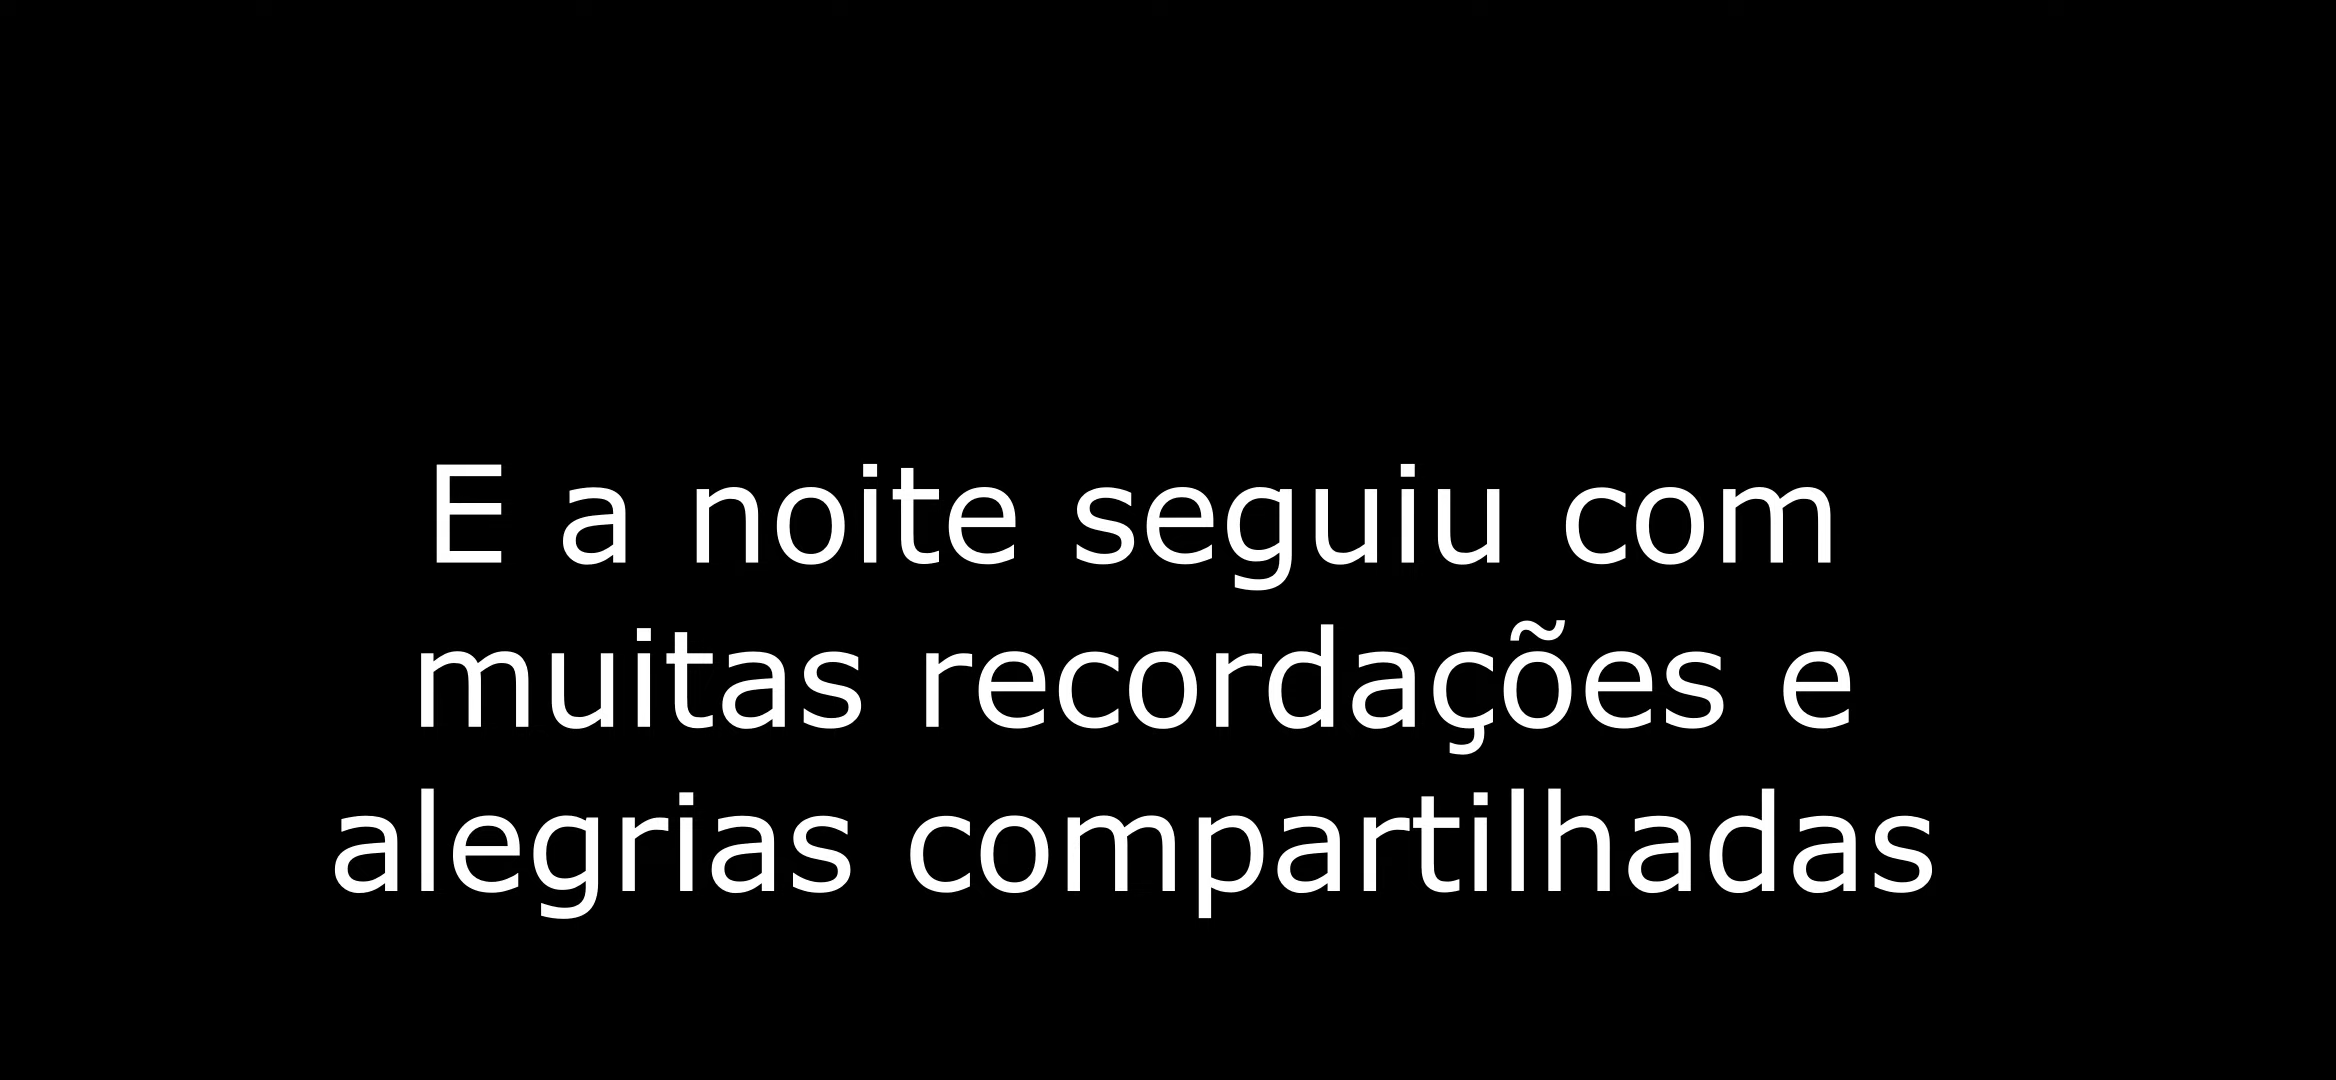 E a noite seguiu com
muitas recordações e
alegrias compartilhadas